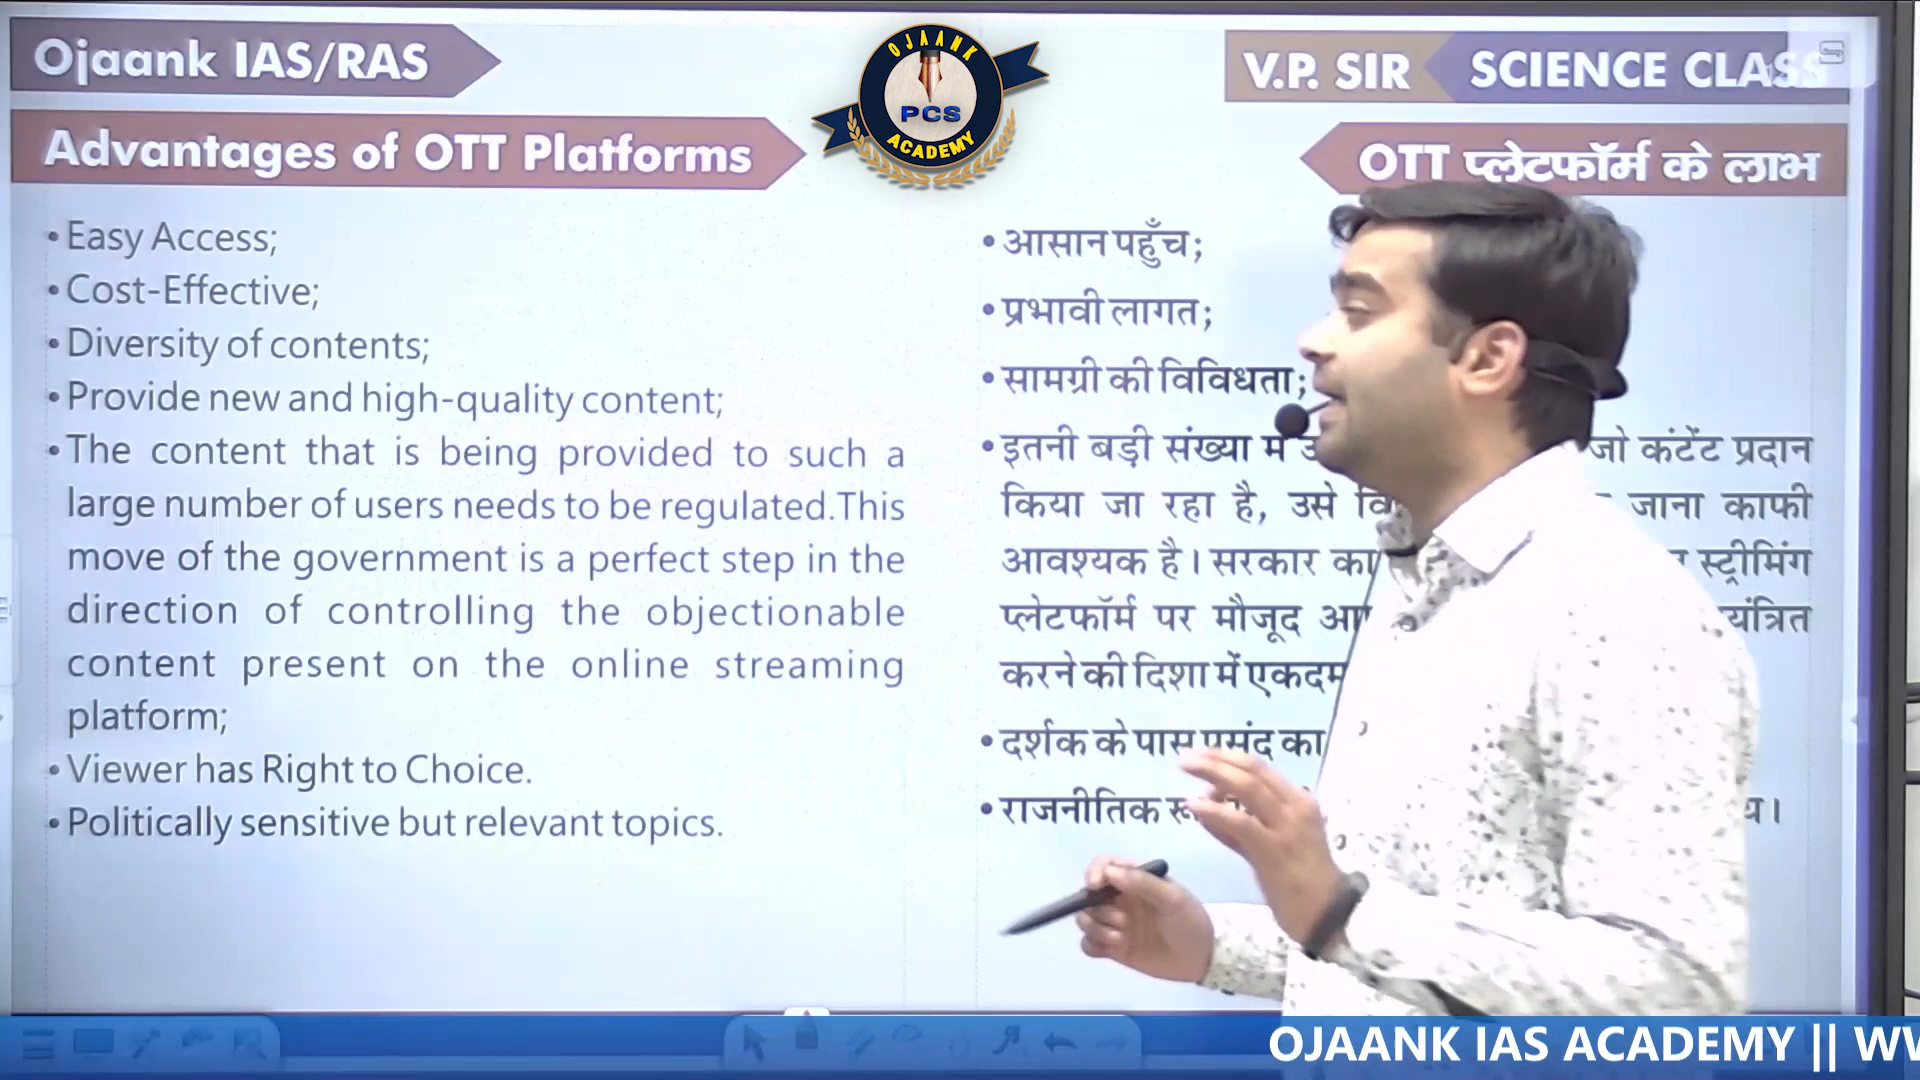 Ojaank IAS/RAS
OJAANK
PCS
ACADEMY
V.P. SIR
SCIENCE CLASS
Advantages of OTT Platforms
OTT प्लेटफॉर्म के लाभ
• Easy Access;
• Cost-Effective;
• Diversity of contents;
• Provide new and high-quality content;
• The content that is being provided to such a
large number of users needs to be regulated.This
move of the government is a perfect step in the
direction of controlling the objectionable
content present on the online streaming
platform;
• Viewer has Right to Choice.
• Politically sensitive but relevant topics.
• आसान पहुँच;
• प्रभावी लागत;
• सामग्री की विविधता;
• इतनी बड़ी संख्या में जो कंटेंट प्रदान
किया जा रहा है, उसे जाना काफी
आवश्यक है। सरकार का स्ट्रीमिंग
प्लेटफॉर्म पर मौजूद
करने की दिशा में एकदम
• दर्शक के पास पसंद का
• राजनीतिक
OJAANK IAS ACADEMY ||